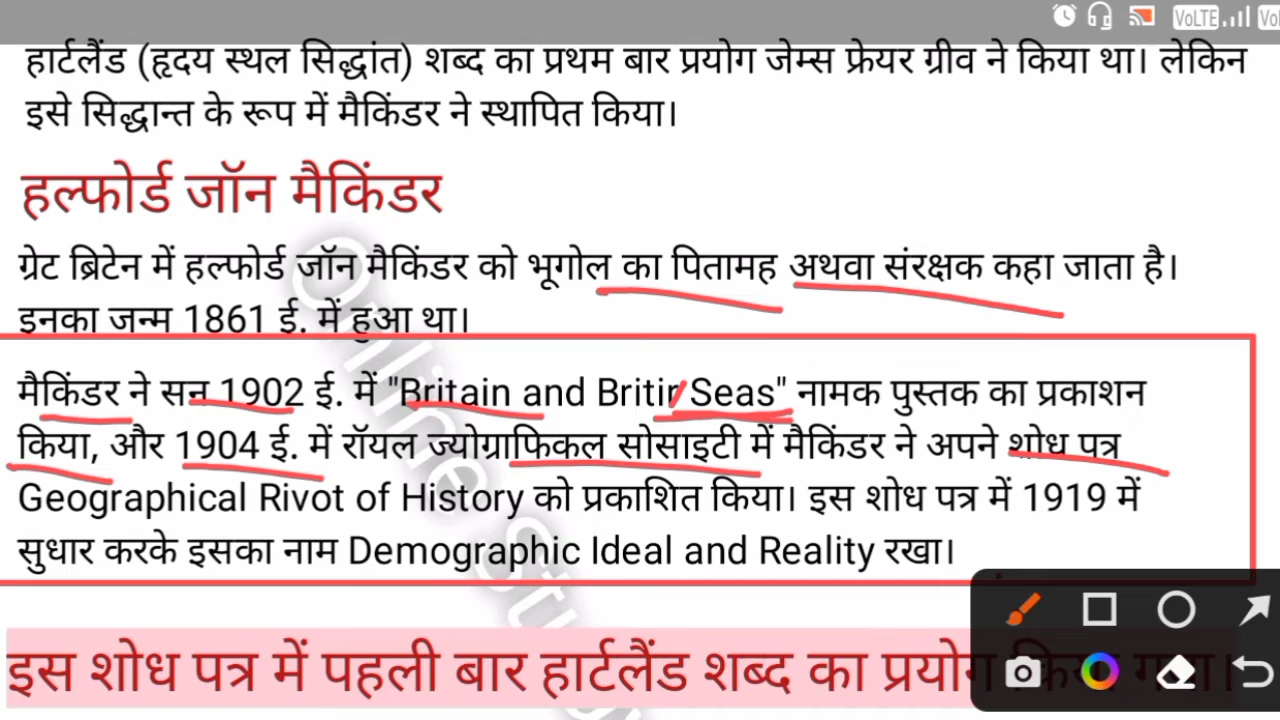 VoLTE
हार्टलैंड (हृदय स्थल सिद्धांत) शब्द का प्रथम बार प्रयोग जेम्स फ्रेयर ग्रीव ने किया था। लेकिन
इसे सिद्धान्त के रूप में मैकिंडर ने स्थापित किया।
हल्फोर्ड जॉन मैकिंडर
ग्रेट ब्रिटेन में हल्फोर्ड जॉन मैकिंडर को भूगोल का पितामह अथवा संरक्षक कहा जाता है।
इनका जन्म 1861 ई. में हुआ था।
मैकिंडर ने सन 1902 ई. में "Britain and Seas" नामक पुस्तक का प्रकाशन
किया, और 1904 ई. में रॉयल ज्योग्राफिकल सोसाइटी में मैकिंडर ने अपने शोध पत्र
Geographical Rivot of History को प्रकाशित किया। इस शोध पत्र में 1919 में
सुधार करके इसका नाम Demographic Ideal and Reality रखा।
इस शोध पत्र में पहली बार हार्टलैंड शब्द का प्रयोग किया गया।
Online